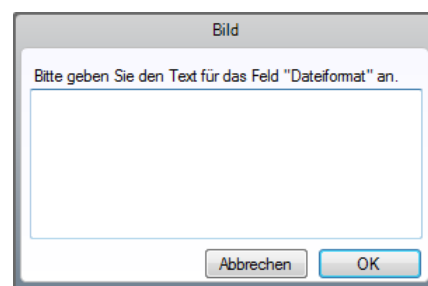 Bild
Bitte geben Sie den Text für das Feld "Dateiformat" an.
Abbrechen OK